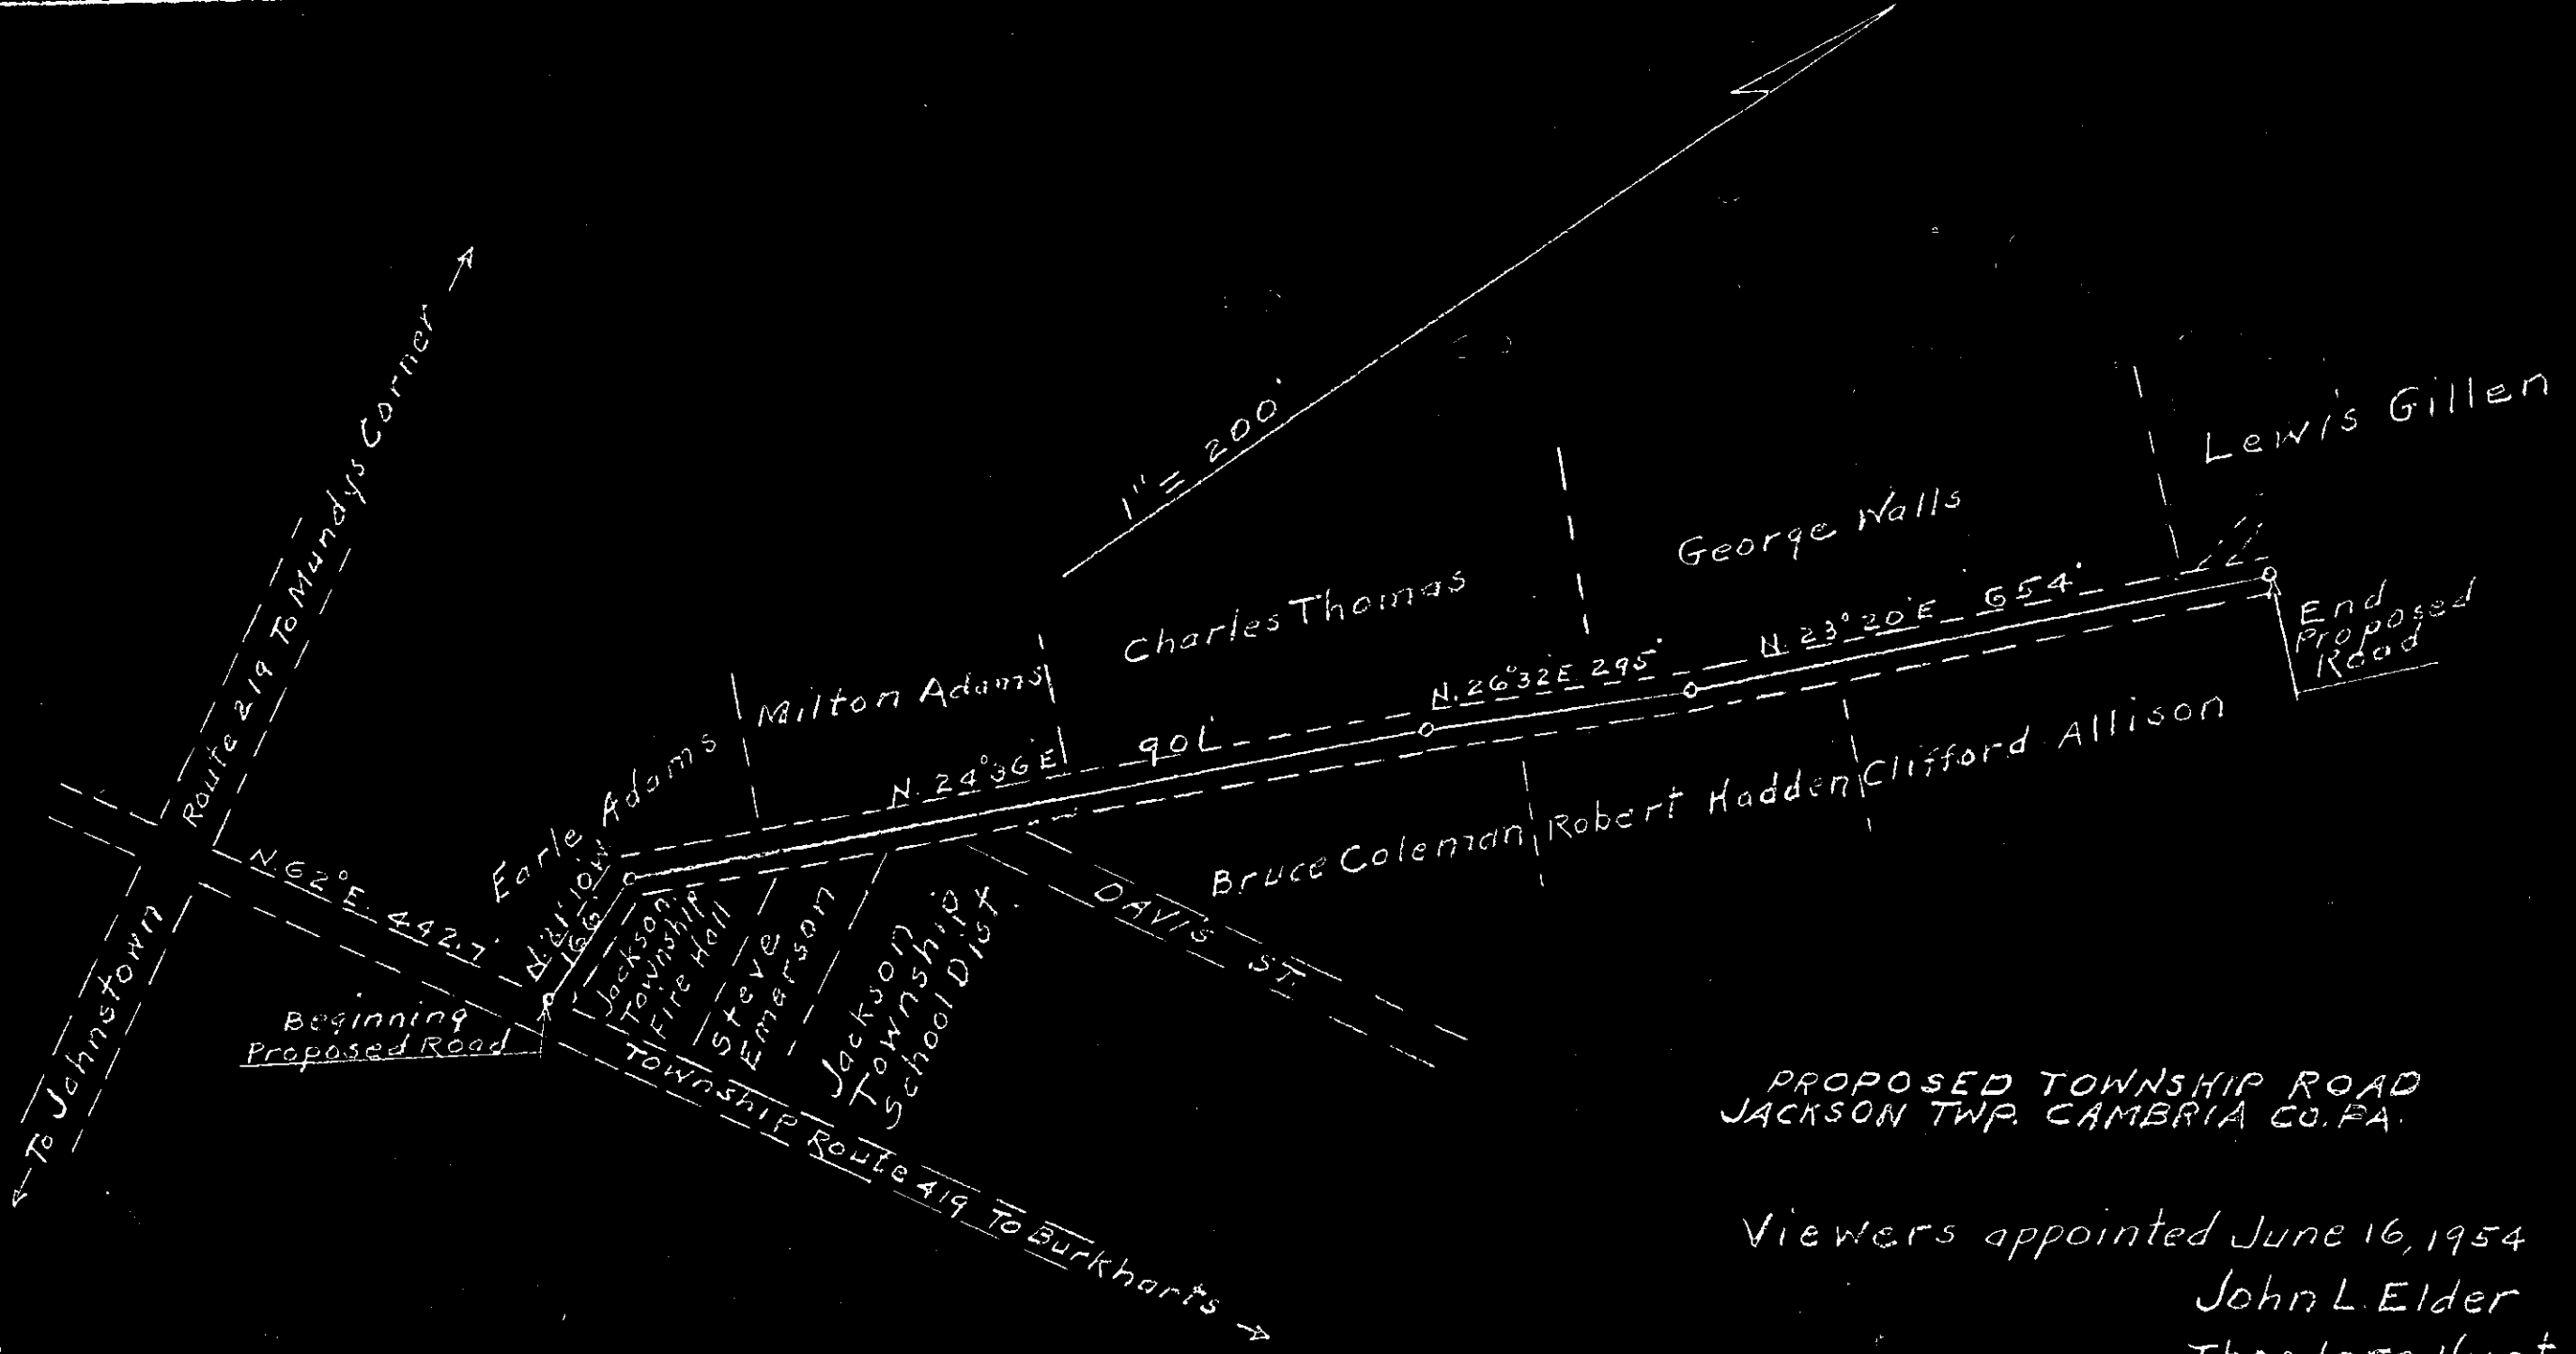 Route 219 To Mundys Corner
To Johnstown
N. 62° E. 442.7'
Beginning
Proposed Road
Earle Adams
166'
Jackson
Township
Fire Hall
Steve
Emarson
Jackson
Township
School Dist.
Township Route 419 To Burkharts
Milton Adams
N. 24° 36' E
901'
Charles Thomas
1" = 200'
N. 26° 32' E. 295'
George Walls
N. 23° 20' E 654'
Lewis Gillen
End
Proposed
Road
Bruce Coleman
Robert Hadden
Clifford Allison
DAVIS ST.
PROPOSED TOWNSHIP ROAD
JACKSON TWP. CAMBRIA CO. PA.
Viewers appointed June 16, 1954
John L. Elder